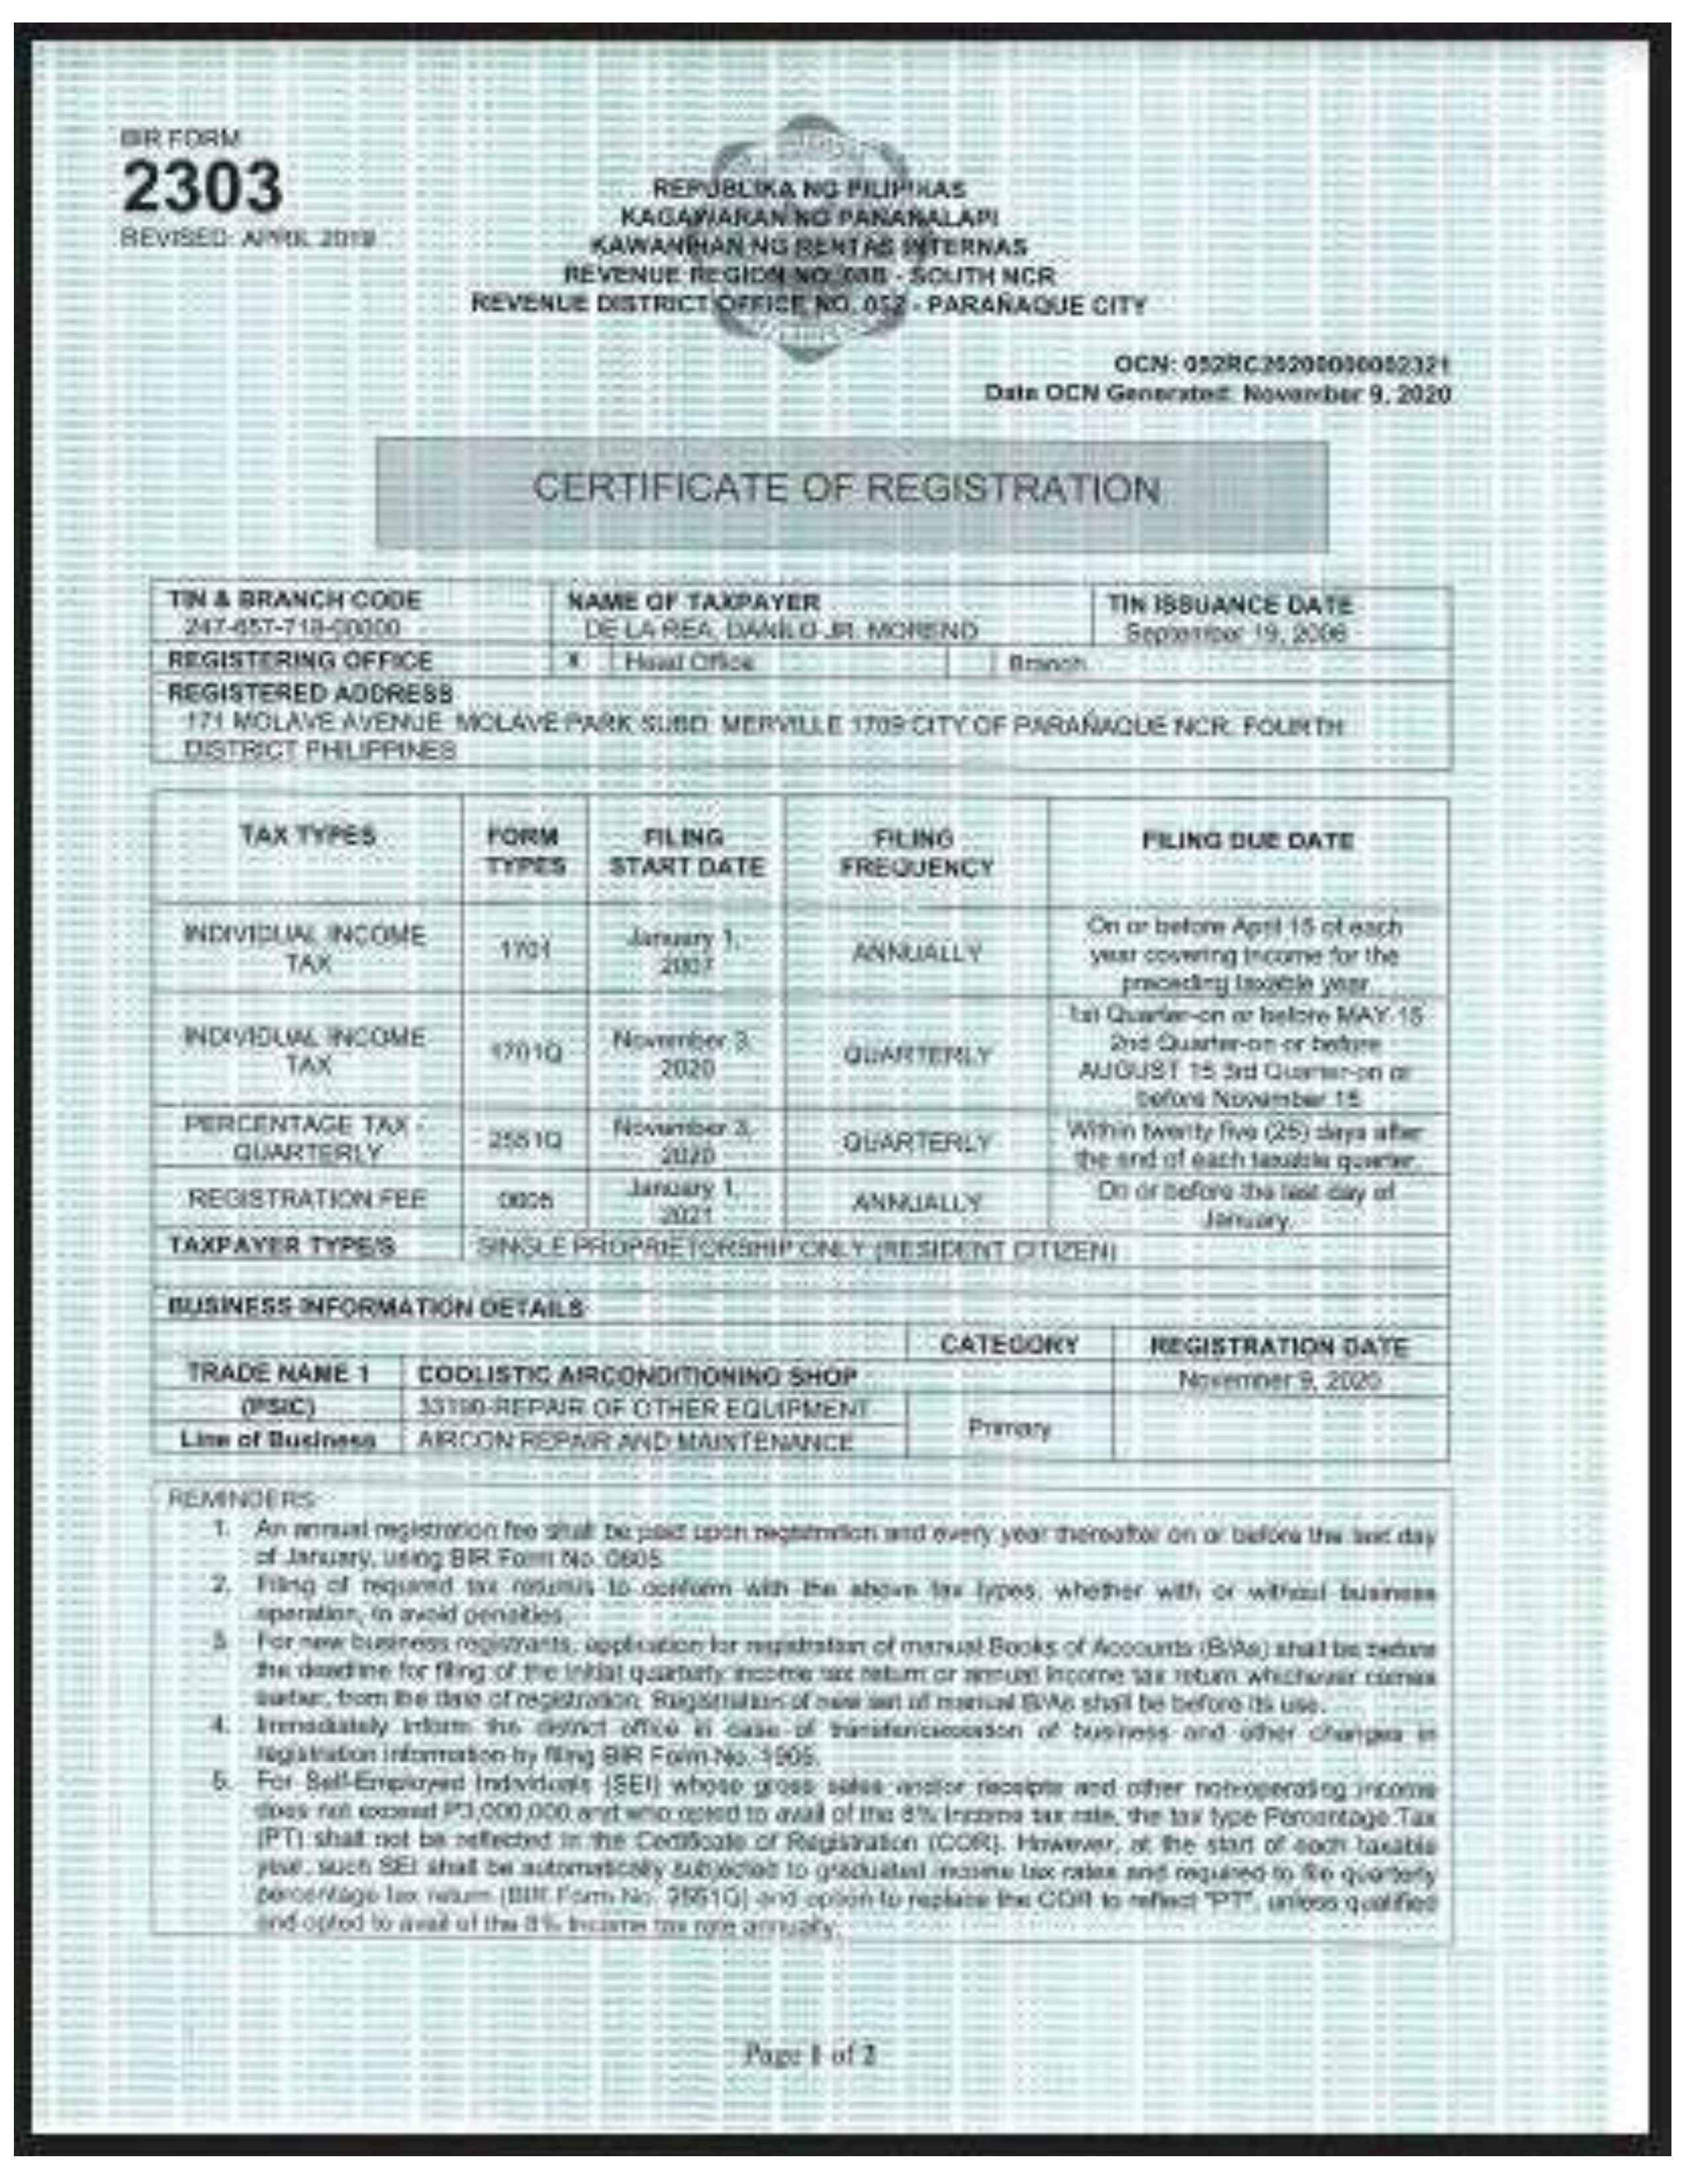 BIR FORM
2303
REVISED: APRIL 2019
REPUBLIKA NG PILIPINAS
KAGAWARAN NG PANANALAPI
KAWANIHAN NG RENTAS INTERNAS
REVENUE REGION NO. 08B - SOUTH NCR
REVENUE DISTRICT OFFICE NO. 052 - PARAÑAQUE CITY
OCN:
Date OCN Generated: November 9, 2020
CERTIFICATE OF REGISTRATION
TIN & BRANCH CODE NAME OF TAXPAYER TIN ISSUANCE DATE
DE LA REA, DANILO JR. MORENO September 19, 2006
REGISTERING OFFICE X Head Office Branch
REGISTERED ADDRESS
171 MOLAVE AVENUE MOLAVE PARK SUBD. MERVILLE 1709 CITY OF PARAÑAQUE NCR, FOURTH
DISTRICT PHILIPPINES
TAX TYPES FORM FILING FILING FILING DUE DATE
TYPES START DATE FREQUENCY
INDIVIDUAL INCOME 1701 January 1, ANNUALLY On or before April 15 of each
TAX 2007 year covering income for the
preceding taxable year
INDIVIDUAL INCOME 1701Q November 3, QUARTERLY 1st Quarter-on or before MAY 15
TAX 2020 2nd Quarter-on or before
AUGUST 15 3rd Quarter-on or
before November 15
PERCENTAGE TAX - 2551Q November 3, QUARTERLY Within twenty five (25) days after
QUARTERLY 2020 the end of each taxable quarter.
REGISTRATION FEE 0605 January 1, ANNUALLY On or before the last day of
2021 January.
TAXPAYER TYPE/S SINGLE PROPRIETORSHIP ONLY (RESIDENT CITIZEN)
BUSINESS INFORMATION DETAILS
CATEGORY REGISTRATION DATE
TRADE NAME 1 COOLISTIC AIRCONDITIONING SHOP November 9, 2020
(PSIC) 33190-REPAIR OF OTHER EQUIPMENT Primary
Line of Business AIRCON REPAIR AND MAINTENANCE
REMINDERS:
1. An annual registration fee shall be paid upon registration and every year thereafter on or before the last day
of January, using BIR Form No. 0605.
2. Filing of required tax returns to conform with the above tax types, whether with or without business
operation, to avoid penalties.
3. For new business registrants, application for registration of manual Books of Accounts (B/As) shall be before
the deadline for filing of the initial quarterly income tax return or annual income tax return whichever comes
earlier, from the date of registration. Registration of new set of manual B/As shall be before its use.
4. Immediately inform the district office in case of transfer/cessation of business and other changes in
registration information by filing BIR Form No. 1905.
5. For Self-Employed Individuals (SEI) whose gross sales and/or receipts and other non-operating income
does not exceed P3,000,000 and who opted to avail of the 8% income tax rate, the tax type Percentage Tax
(PT) shall not be reflected in the Certificate of Registration (COR). However, at the start of each taxable
year, such SEI shall be automatically subjected to graduated income tax rates and required to file quarterly
percentage tax return (BIR Form No. 2551Q) and option to replace the COR to reflect "PT", unless qualified
and opted to avail of the 8% income tax rate annually.
Page 1 of 2